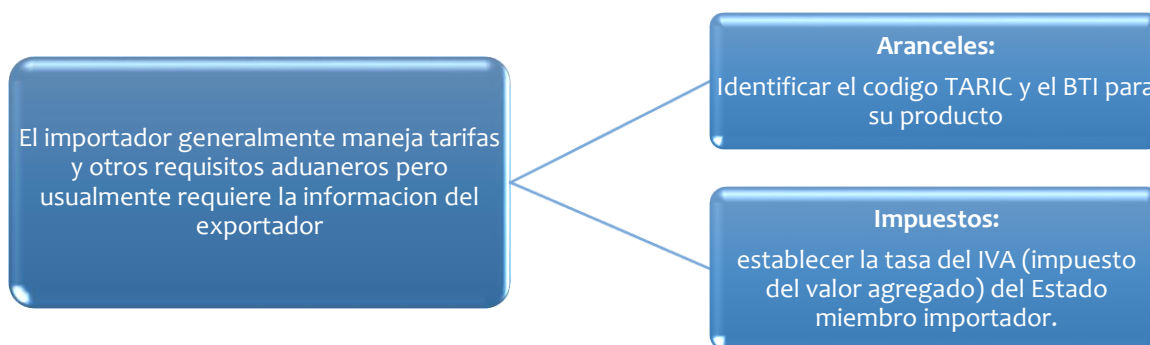 El importador generalmente maneja tarifas
y otros requisitos aduaneros pero
usualmente requiere la informacion del
exportador
Aranceles:
Identificar el codigo TARIC y el BTI para
su producto
Impuestos:
establecer la tasa del IVA (impuesto
del valor agregado) del Estado
miembro importador.